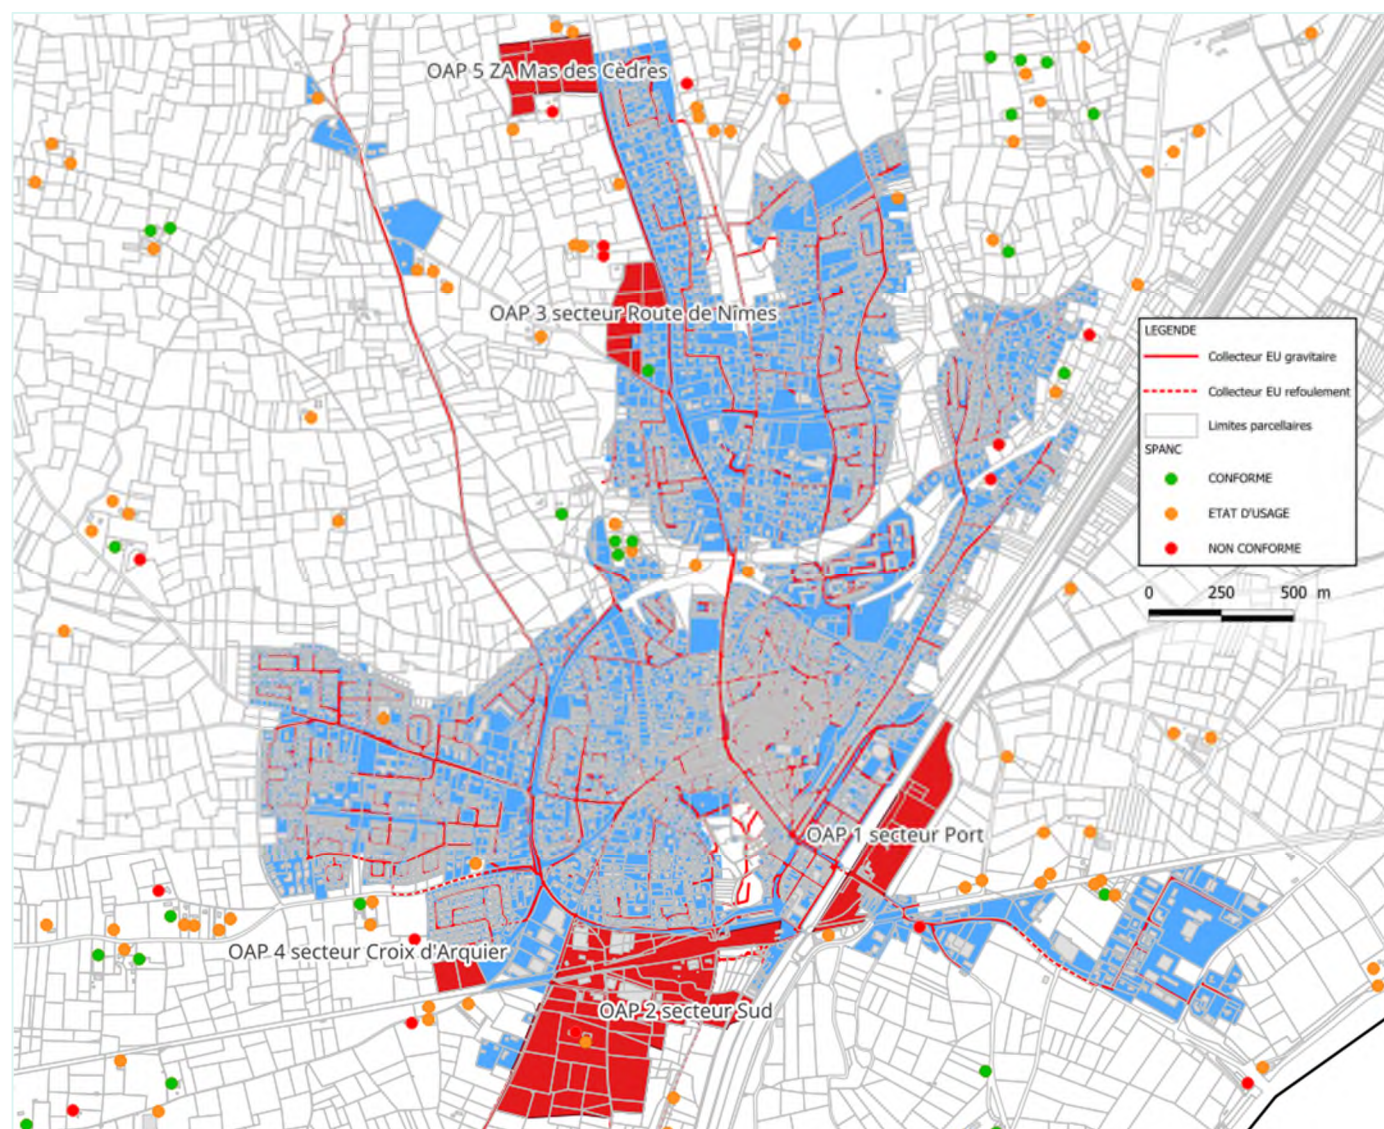 OAP 5 ZA Mas des Cèdres
OAP 3 secteur Route de Nîmes
LEGENDE
Collecteur EU gravitaire
Collecteur EU refoulement
Limites parcellaires
SPANC
CONFORME
ETAT D'USAGE
NON CONFORME
0 250 500 m
OAP 1 secteur Port
OAP 4 secteur Croix d'Arquier
OAP 2 secteur Sud